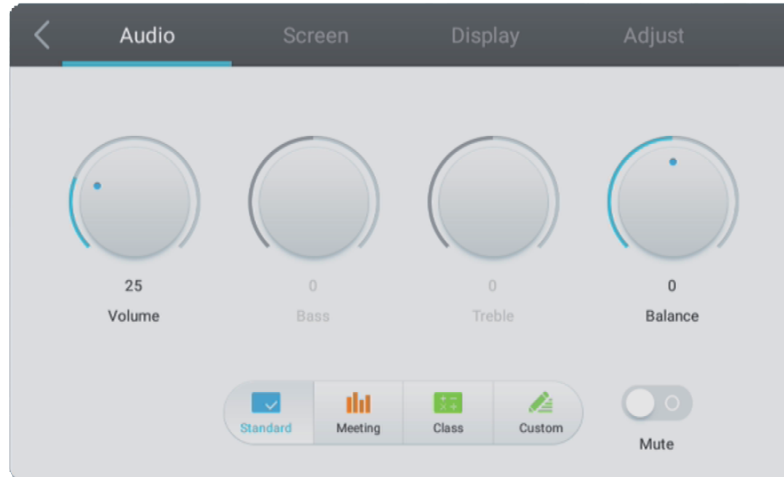 Audio Screen Display Adjust
25 0 0 0
Volume Bass Treble Balance
Standard Meeting Class Custom
Mute